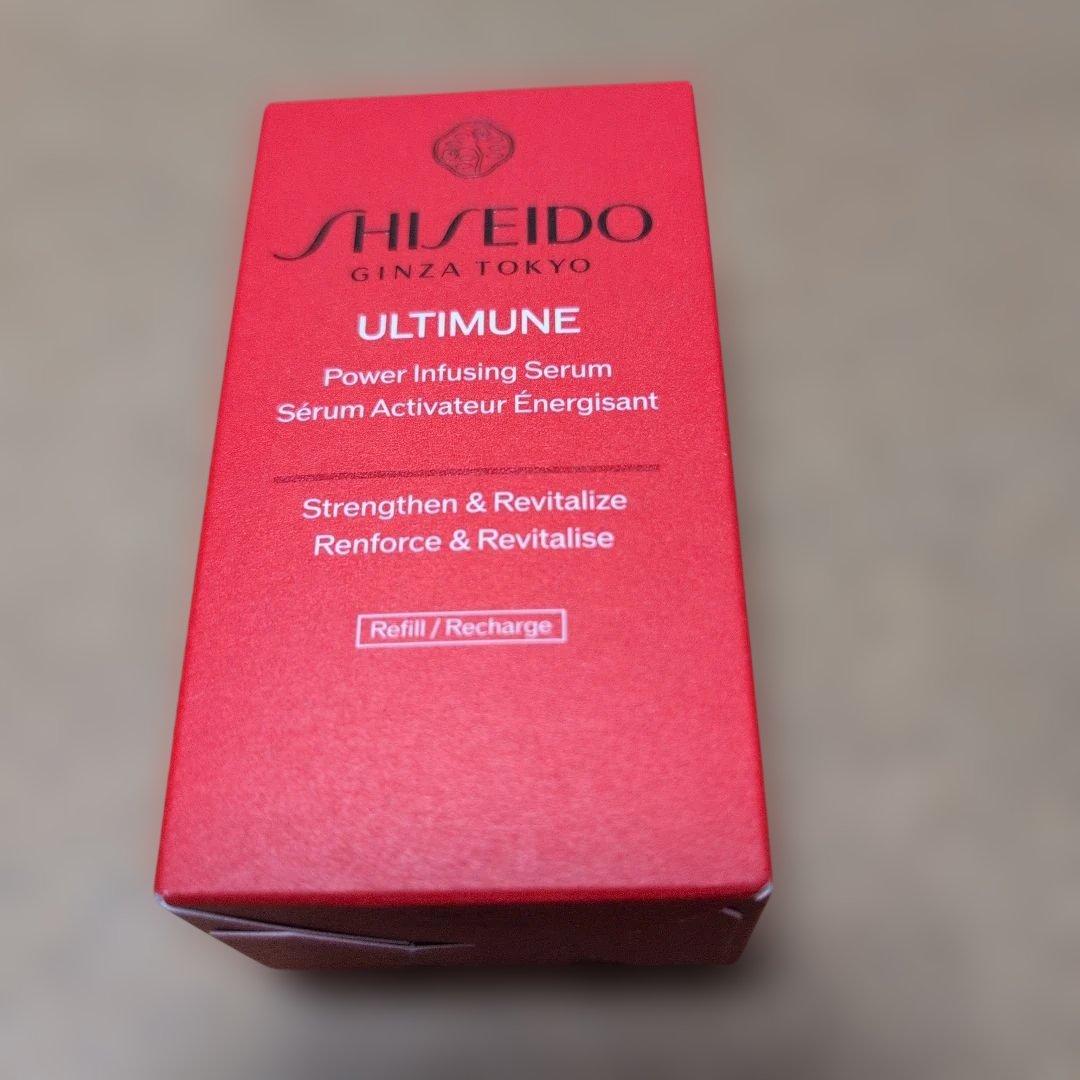 SHISEIDO
GINZA TOKYO
ULTIMUNE
Power Infusing Serum
Sérum Activateur Énergisant
Strengthen & Revitalize
Renforce & Revitalise
Refill / Recharge